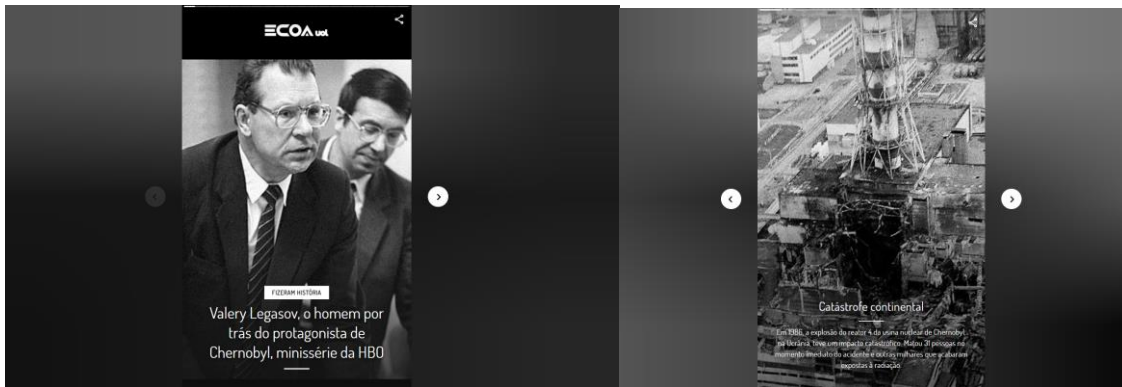 ECOA uol
FIZERAM HISTÓRIA
Valery Legasov, o homem por
trás do protagonista de
Chernobyl, minissérie da HBO
Catástrofe continental
Em 1986, a explosão do reator 4 da usina nuclear de Chernobyl,
na Ucrânia, teve um impacto catastrófico. Matou 31 pessoas no
momento imediato do acidente e outras milhares que acabaram
expostas à radiação.